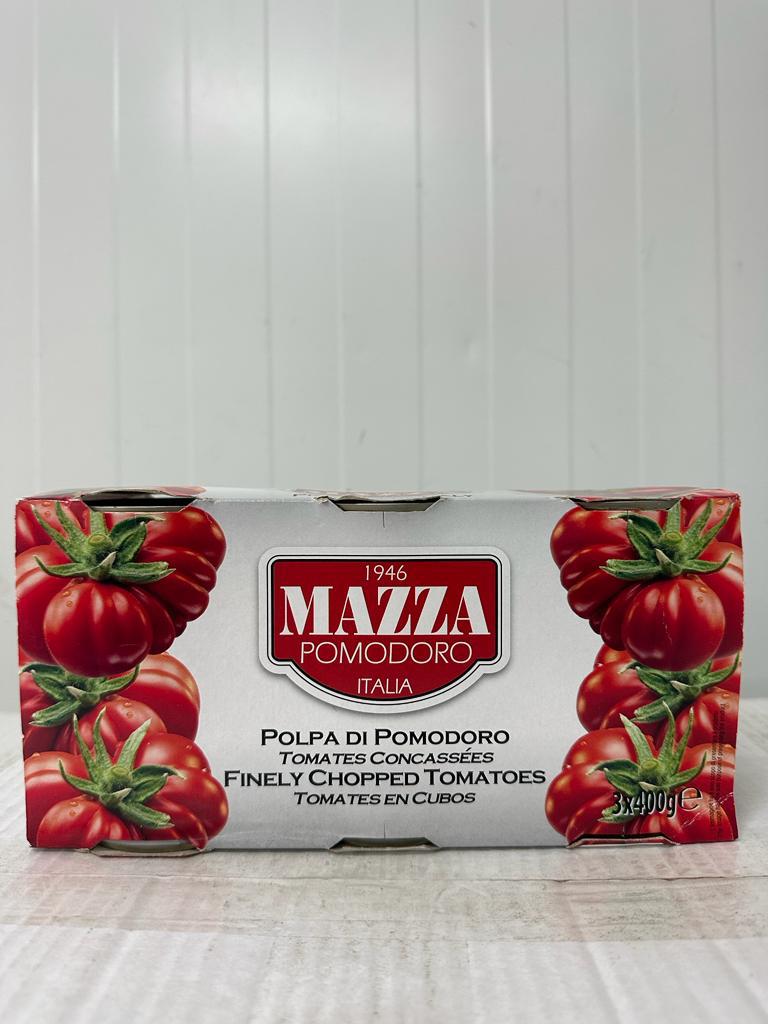 1946
MAZZA
POMODORO
ITALIA
POLPA DI POMODORO
TOMATES CONCASSÉES
FINELY CHOPPED TOMATOES
TOMATES EN CUBOS
3x400g℮